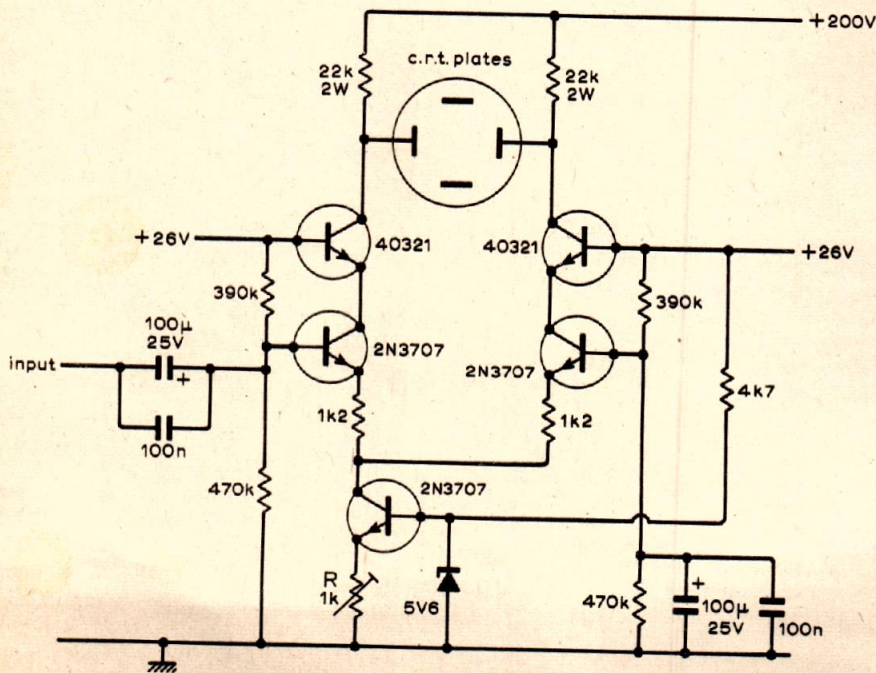 +200V
22k
2W
c.r.t. plates
22k
2W
+26V
40321
40321
+26V
390k
390k
100µ
25V
input
+
2N3707
2N3707
4k7
100n
1k2
1k2
470k
2N3707
R
1k
5V6
470k
+
100µ
25V
100n